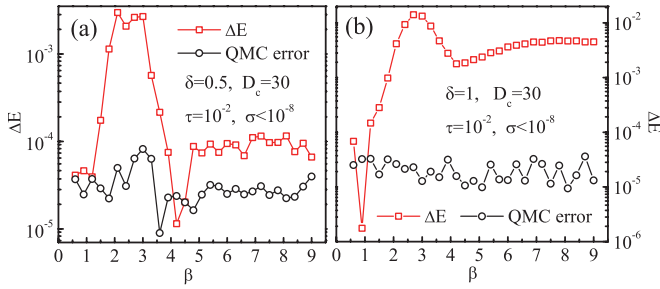 (a)
ΔE
QMC error
δ=0.5, D_c=30
τ=10^-2, σ<10^-8
10^-3
10^-4
10^-5
ΔE
0 1 2 3 4 5 6 7 8 9
β
(b)
δ=1, D_c=30
τ=10^-2, σ<10^-8
ΔE
QMC error
10^-2
10^-3
10^-4
10^-5
10^-6
ΔE
0 1 2 3 4 5 6 7 8 9
β